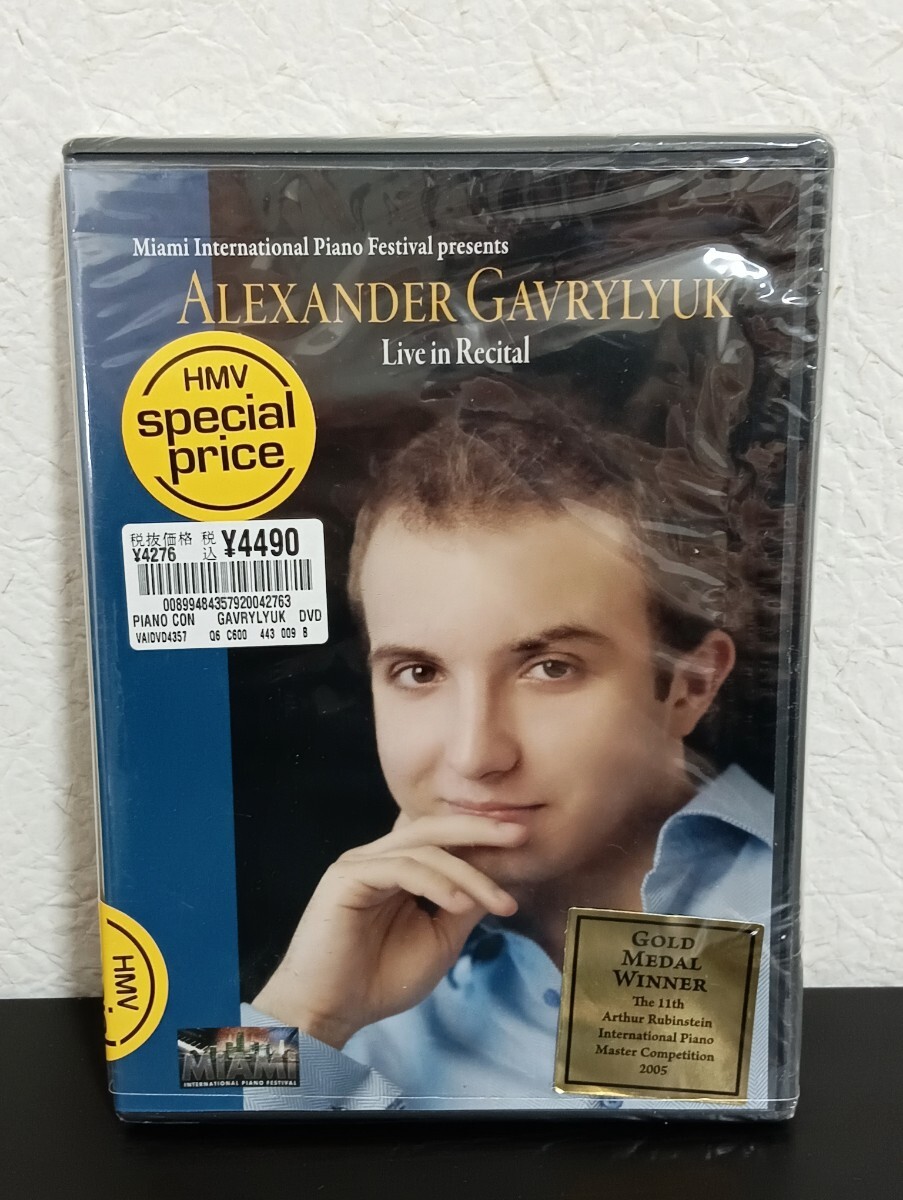 Miami International Piano Festival presents
ALEXANDER GAVRYLYUK
Live in Recital
HMV
special
price
税抜価格 税込 ¥4490
¥4276
00899484357920042763
PIANO CON GAVRYLYUK DVD
VAIDVD4357 Q6 C600 443 009 B
HMV
GOLD
MEDAL
WINNER
The 11th
Arthur Rubinstein
International Piano
Master Competition
2005
MIAMI
INTERNATIONAL PIANO FESTIVAL